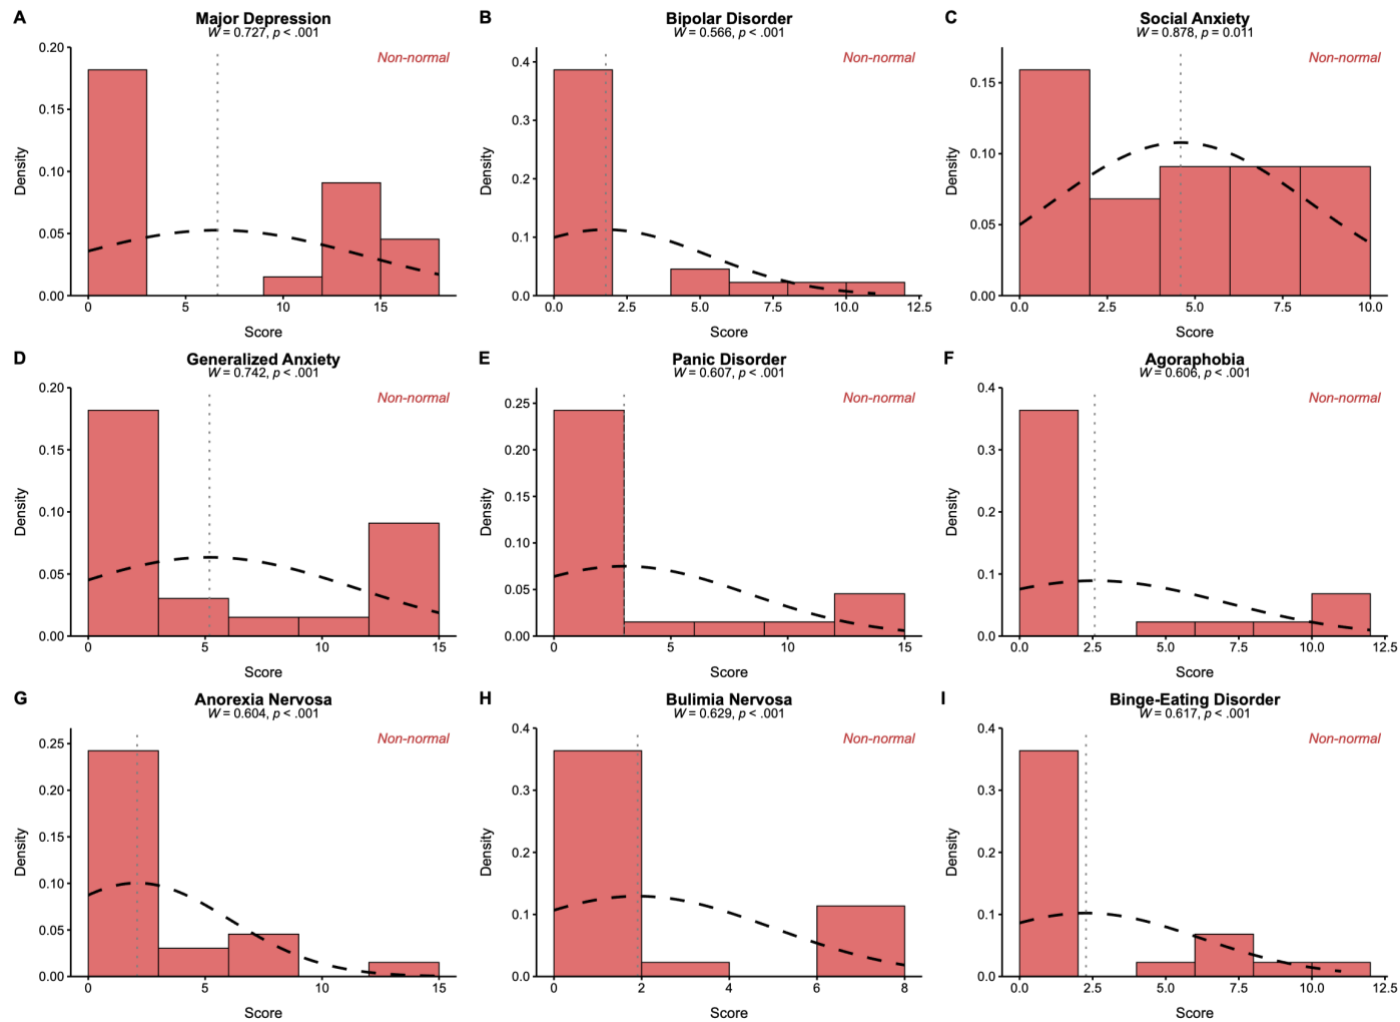 A
Major Depression
W = 0.727, p < .001
Non-normal
0.20
0.15
0.10
0.05
0.00
Density
0
5
10
15
Score
B
Bipolar Disorder
W = 0.566, p < .001
Non-normal
0.4
0.3
0.2
0.1
0.0
Density
0.0
2.5
5.0
7.5
10.0
12.5
Score
C
Social Anxiety
W = 0.878, p = 0.011
Non-normal
0.15
0.10
0.05
0.00
Density
0.0
2.5
5.0
7.5
10.0
Score
D
Generalized Anxiety
W = 0.742, p < .001
Non-normal
0.20
0.15
0.10
0.05
0.00
Density
0
5
10
15
Score
E
Panic Disorder
W = 0.607, p < .001
Non-normal
0.25
0.20
0.15
0.10
0.05
0.00
Density
0
5
10
15
Score
F
Agoraphobia
W = 0.606, p < .001
Non-normal
0.4
0.3
0.2
0.1
0.0
Density
0.0
2.5
5.0
7.5
10.0
12.5
Score
G
Anorexia Nervosa
W = 0.604, p < .001
Non-normal
0.25
0.20
0.15
0.10
0.05
0.00
Density
0
5
10
15
Score
H
Bulimia Nervosa
W = 0.629, p < .001
Non-normal
0.4
0.3
0.2
0.1
0.0
Density
0
2
4
6
8
Score
I
Binge-Eating Disorder
W = 0.617, p < .001
Non-normal
0.4
0.3
0.2
0.1
0.0
Density
0.0
2.5
5.0
7.5
10.0
12.5
Score